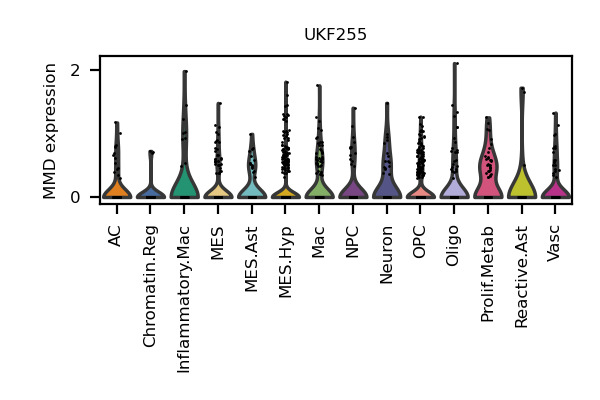 UKF255
MMD expression
2
0
AC
Chromatin.Reg
Inflammatory.Mac
MES
MES.Ast
MES.Hyp
Mac
NPC
Neuron
OPC
Oligo
Prolif.Metab
Reactive.Ast
Vasc